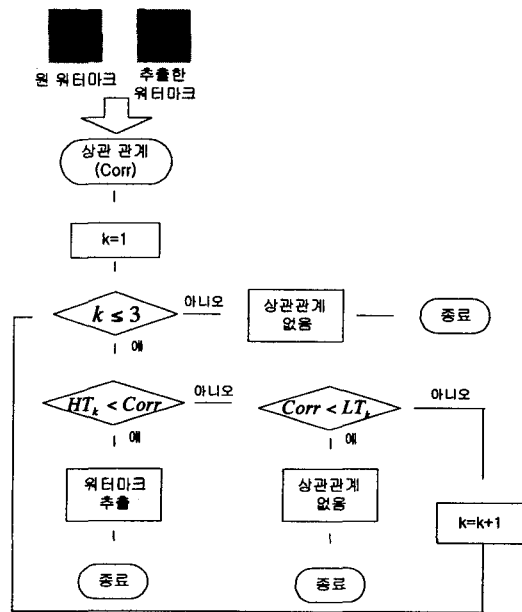 원 워터마크
추출한
워터마크
상관 관계
(Corr)
k=1
k ≤ 3
아니오
상관관계
없음
종료
예
HT_k < Corr
아니오
Corr < LT_k
아니오
예
예
워터마크
추출
상관관계
없음
k=k+1
종료
종료